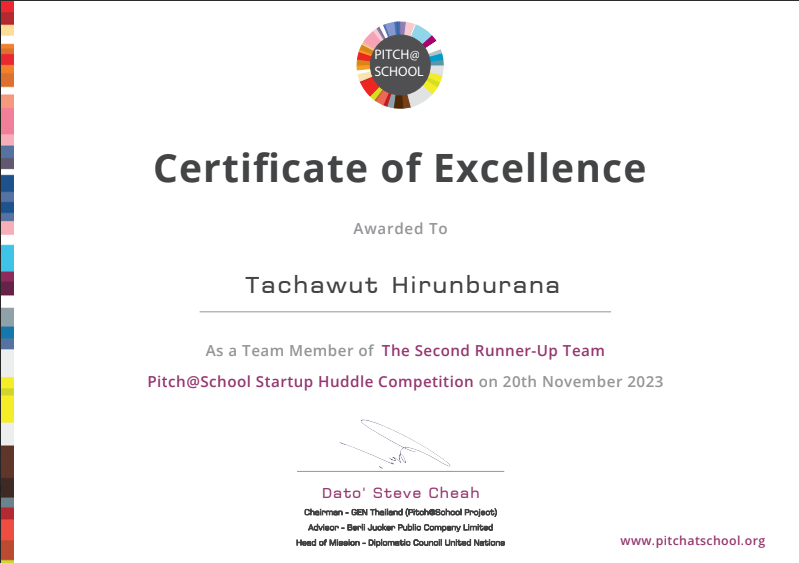 PITCH@
SCHOOL
Certificate of Excellence
Awarded To
Tachawut Hirunburana
As a Team Member of The Second Runner-Up Team
Pitch@School Startup Huddle Competition on 20th November 2023
Dato' Steve Cheah
Chairman - GEN Thailand (Pitch@School Project)
Advisor - Berli Jucker Public Company Limited
Head of Mission - Diplomatic Council United Nations
www.pitchatschool.org